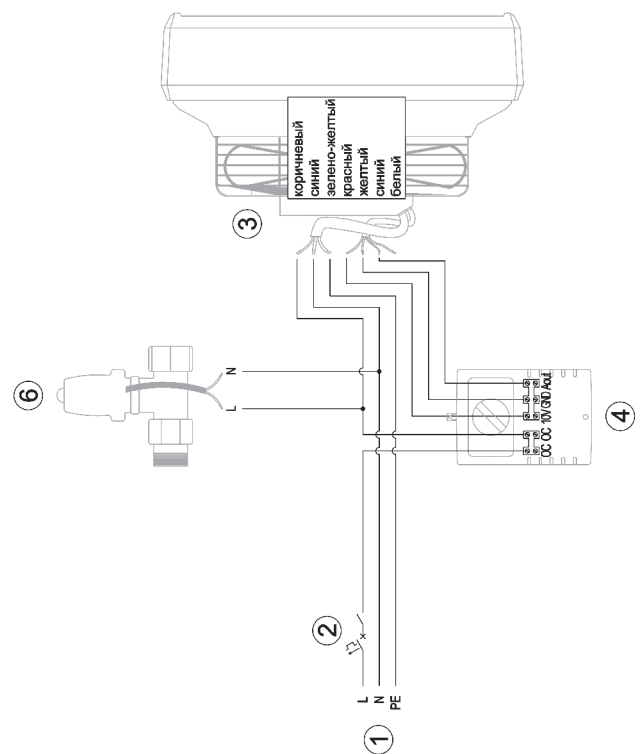 коричневый
синий
зелено-желтый
красный
желтый
синий
белый
3
6
N
L
OC OC 10V GND Aout
4
2
L
N
PE
1